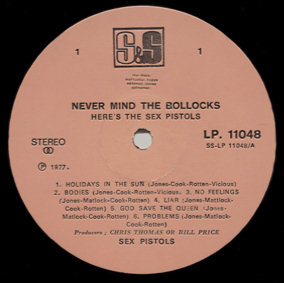 1
S&S
1
NEVER MIND THE BOLLOCKS
HERE'S THE SEX PISTOLS
STEREO
LP. 11048
SS-LP 11048/A
Ⓟ 1977.
1. HOLIDAYS IN THE SUN (Jones-Cook-Rotten-Vicious)
2. BODIES (Jones-Cook-Rotten-Vicious. 3. NO FEELINGS
(Jones-Matlock-Cook-Rotten) 4. LIAR (Jones-Matlock-
Cook-Rotten) 5. GOD SAVE THE QUEEN (Jones-
Matlock-Cook-Rotten) 6. PROBLEMS (Jones-Matlock-
Cook-Rotten)
Producers ; CHRIS THOMAS OR BILL PRICE
SEX PISTOLS